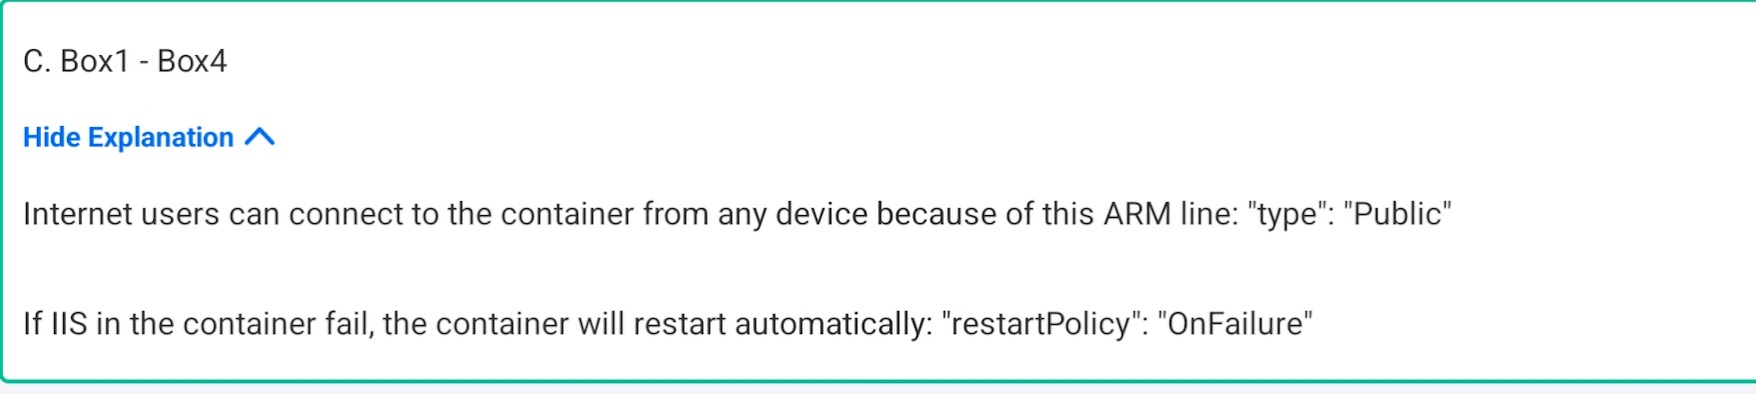 C. Box1 - Box4
Hide Explanation
Internet users can connect to the container from any device because of this ARM line: "type": "Public"
If IIS in the container fail, the container will restart automatically: "restartPolicy": "OnFailure"